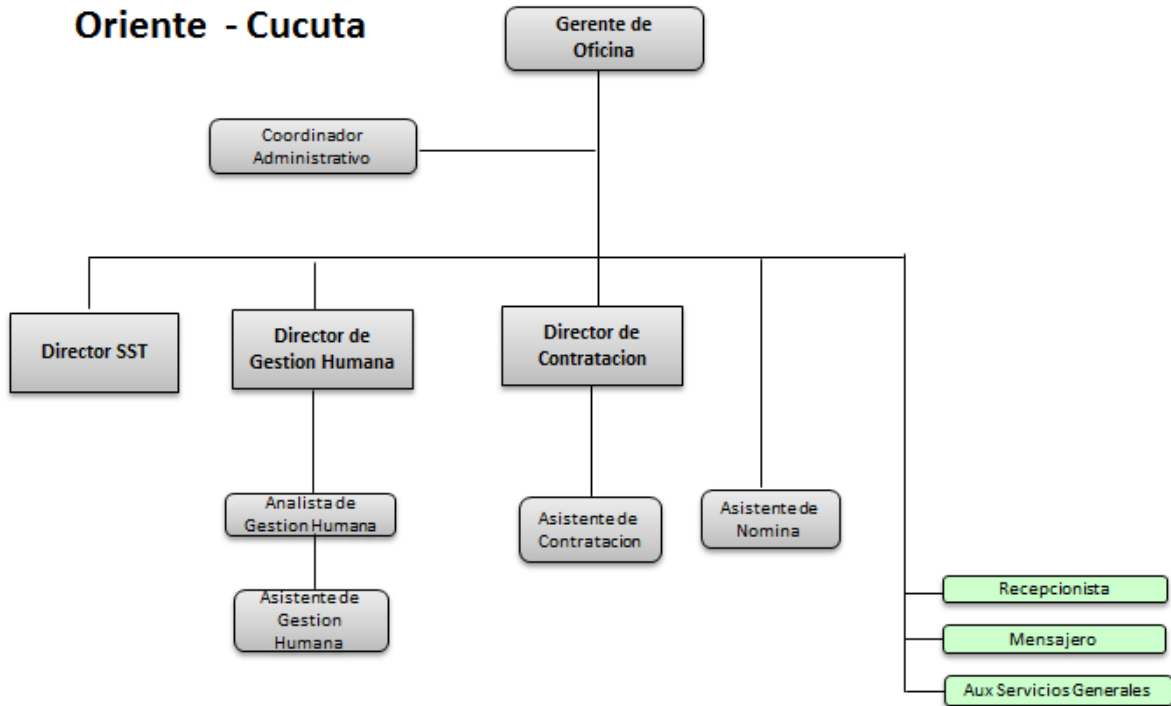 Oriente - Cucuta
Gerente de
Oficina
Coordinador
Administrativo
Director SST
Director de
Gestion Humana
Director de
Contratacion
Analista de
Gestion Humana
Asistente de
Contratacion
Asistente de
Nomina
Asistente de
Gestion
Humana
Recepcionista
Mensajero
Aux Servicios Generales